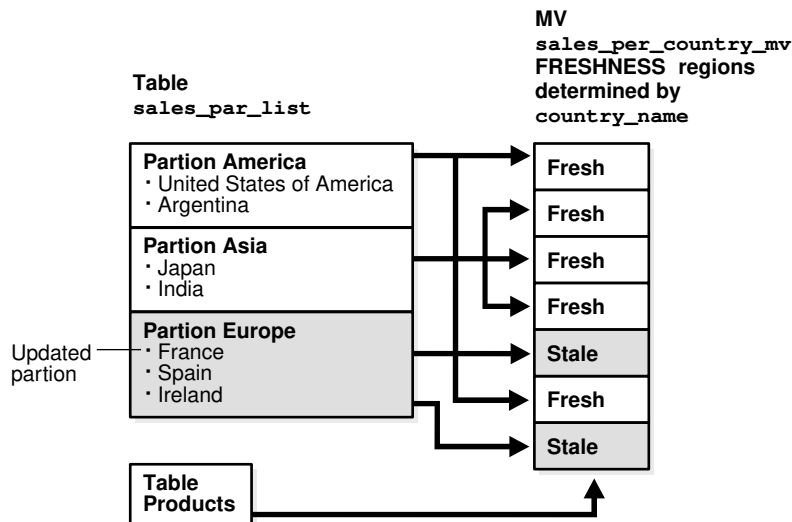 MV
sales_per_country_mv
FRESHNESS regions
determined by
country_name
Table
sales_par_list
Partion America
· United States of America
· Argentina
Partion Asia
· Japan
· India
Partion Europe
· France
· Spain
· Ireland
Updated
partion
Fresh
Fresh
Fresh
Fresh
Stale
Fresh
Stale
Table
Products